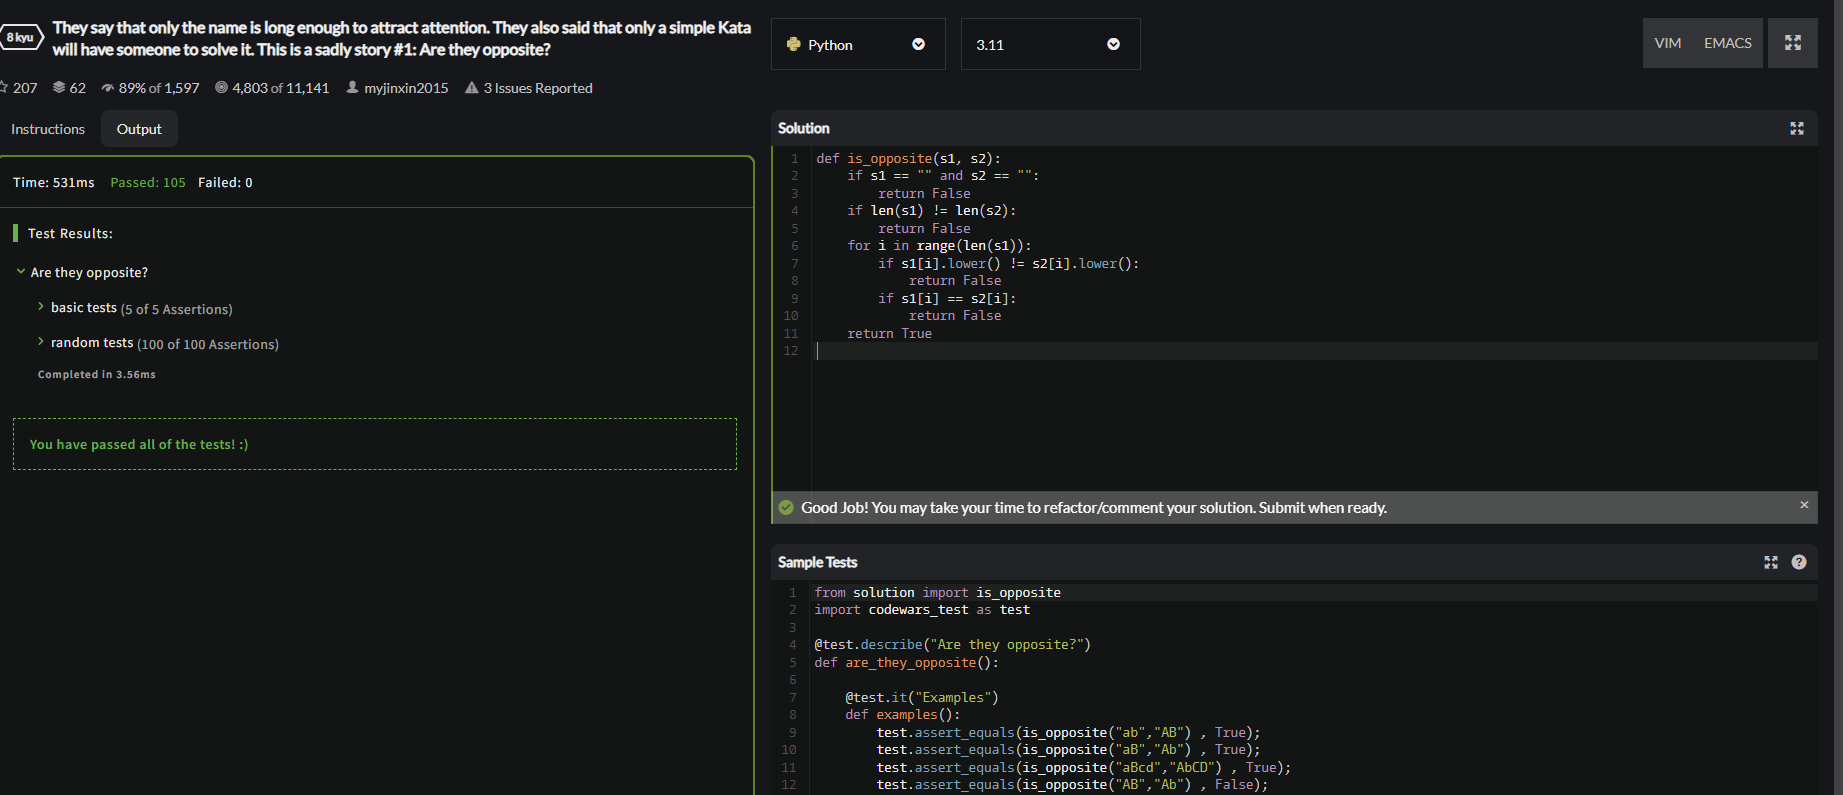 8 kyu
They say that only the name is long enough to attract attention. They also said that only a simple Kata
will have someone to solve it. This is a sadly story #1: Are they opposite?
207 62 89% of 1,597 4,803 of 11,141 myjinxin2015 3 Issues Reported
Instructions Output
Time: 531ms Passed: 105 Failed: 0
Test Results:
Are they opposite?
basic tests (5 of 5 Assertions)
random tests (100 of 100 Assertions)
Completed in 3.56ms
You have passed all of the tests! :)
Python 3.11 VIM EMACS
Solution
1 def is_opposite(s1, s2):
2 if s1 == "" and s2 == "":
3 return False
4 if len(s1) != len(s2):
5 return False
6 for i in range(len(s1)):
7 if s1[i].lower() != s2[i].lower():
8 return False
9 if s1[i] == s2[i]:
10 return False
11 return True
12
Good Job! You may take your time to refactor/comment your solution. Submit when ready. ×
Sample Tests ?
1 from solution import is_opposite
2 import codewars_test as test
3
4 @test.describe("Are they opposite?")
5 def are_they_opposite():
6
7 @test.it("Examples")
8 def examples():
9 test.assert_equals(is_opposite("ab","AB") , True);
10 test.assert_equals(is_opposite("aB","Ab") , True);
11 test.assert_equals(is_opposite("aBcd","AbCD") , True);
12 test.assert_equals(is_opposite("AB","Ab") , False);